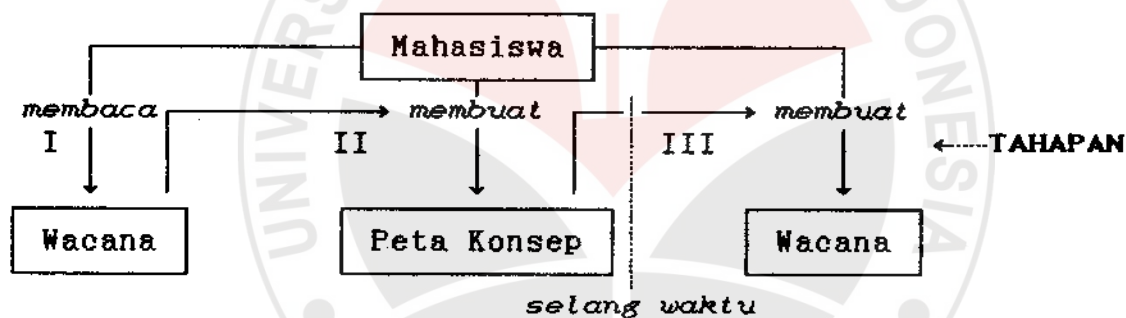 Mahasiswa
membaca membuat membuat
I II III TAHAPAN
Wacana Peta Konsep Wacana
selang waktu